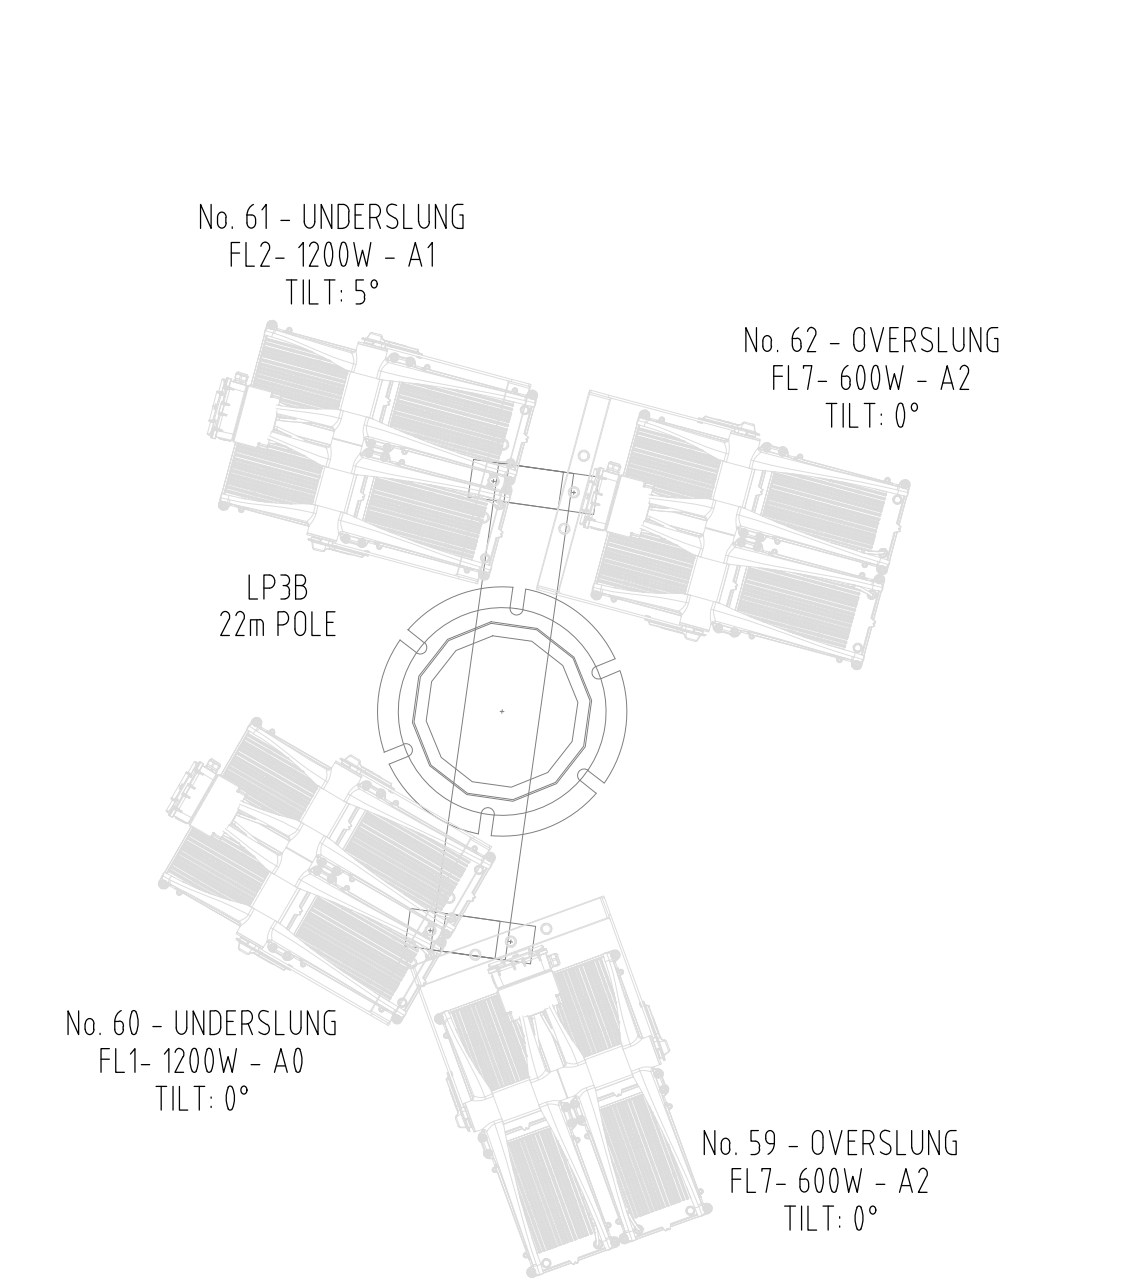 No. 61 - UNDERSLUNG
FL2- 1200W - A1
TILT: 5°
No. 62 - OVERSLUNG
FL7- 600W - A2
TILT: 0°
LP3B
22m POLE
No. 60 - UNDERSLUNG
FL1- 1200W - A0
TILT: 0°
No. 59 - OVERSLUNG
FL7- 600W - A2
TILT: 0°